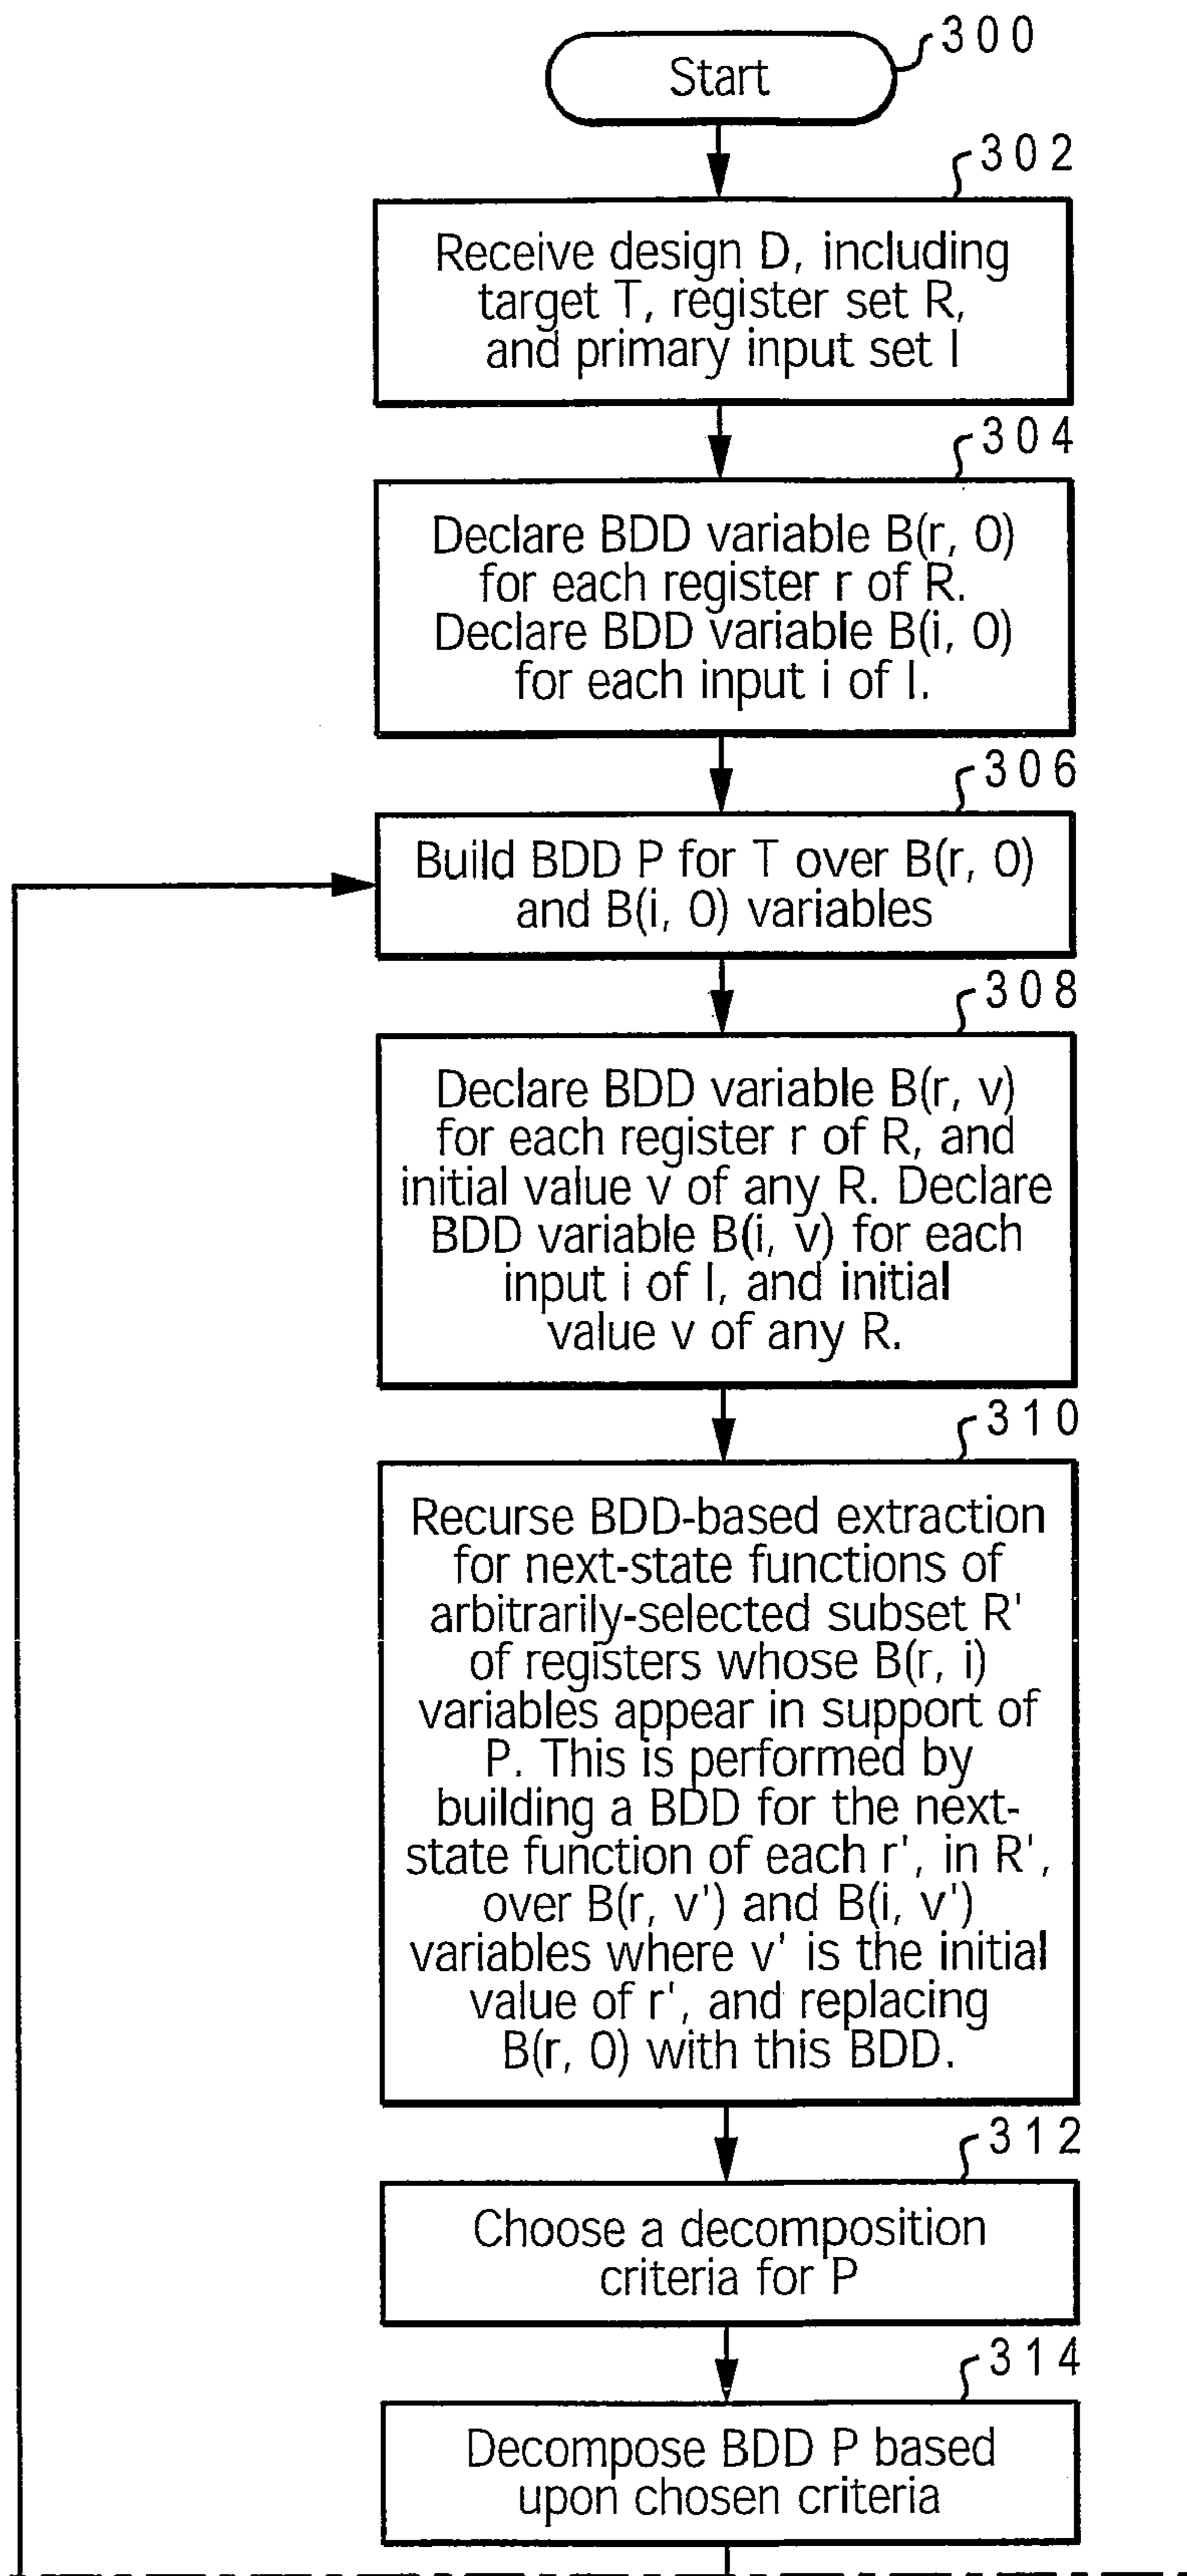 300
Start
302
Receive design D, including
target T, register set R,
and primary input set I
304
Declare BDD variable B(r, 0)
for each register r of R.
Declare BDD variable B(i, 0)
for each input i of I.
306
Build BDD P for T over B(r, 0)
and B(i, 0) variables
308
Declare BDD variable B(r, v)
for each register r of R, and
initial value v of any R. Declare
BDD variable B(i, v) for each
input i of I, and initial
value v of any R.
310
Recurse BDD-based extraction
for next-state functions of
arbitrarily-selected subset R'
of registers whose B(r, i)
variables appear in support of
P. This is performed by
building a BDD for the next-
state function of each r', in R',
over B(r, v') and B(i, v')
variables where v' is the initial
value of r', and replacing
B(r, 0) with this BDD.
312
Choose a decomposition
criteria for P
314
Decompose BDD P based
upon chosen criteria